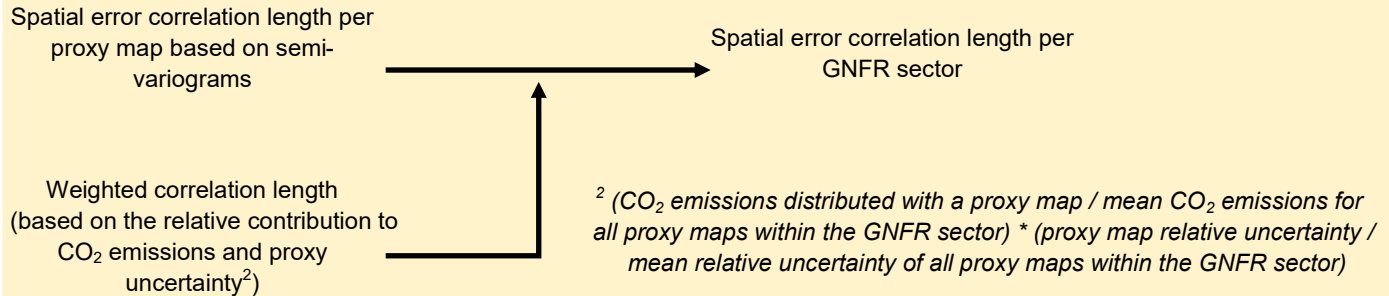 Spatial error correlation length per
proxy map based on semi-
variograms
Spatial error correlation length per
GNFR sector
Weighted correlation length
(based on the relative contribution to
CO₂ emissions and proxy
uncertainty²)
² (CO₂ emissions distributed with a proxy map / mean CO₂ emissions for
all proxy maps within the GNFR sector) * (proxy map relative uncertainty /
mean relative uncertainty of all proxy maps within the GNFR sector)